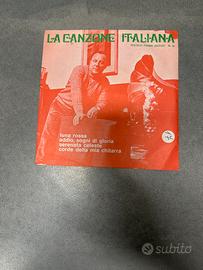 LA CANZONE ITALIANA
luna rossa
addio, sogni di gloria
serenata celeste
corde della mia chitarra
subito